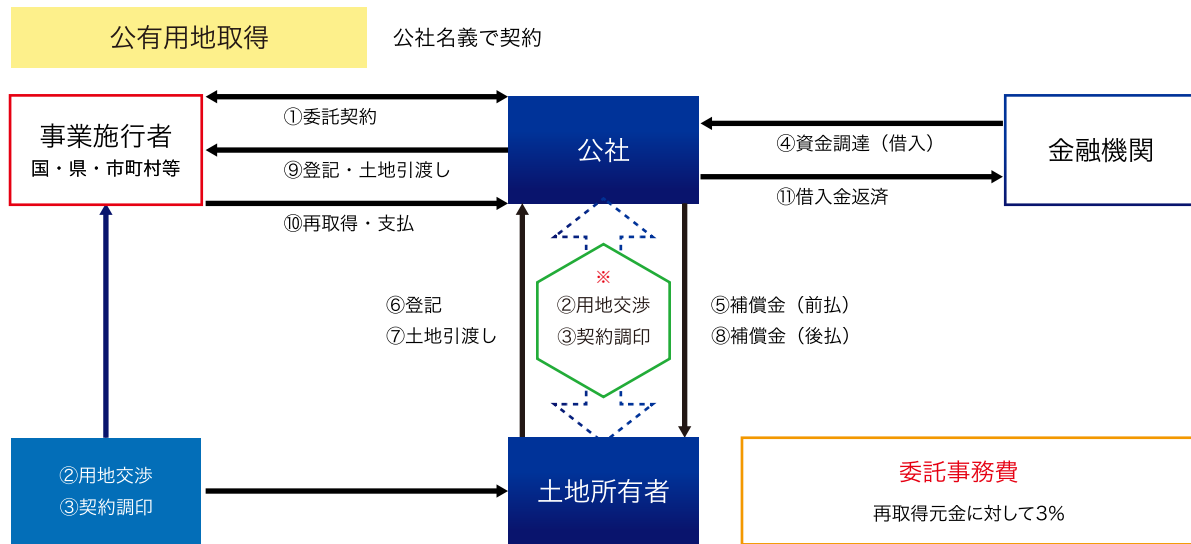 公有用地取得
公社名義で契約
事業施行者
国・県・市町村等
①委託契約
⑨登記・土地引渡し
⑩再取得・支払
公社
④資金調達（借入）
⑪借入金返済
金融機関
⑥登記
⑦土地引渡し
※
②用地交渉
③契約調印
⑤補償金（前払）
⑧補償金（後払）
②用地交渉
③契約調印
土地所有者
委託事務費
再取得元金に対して3%